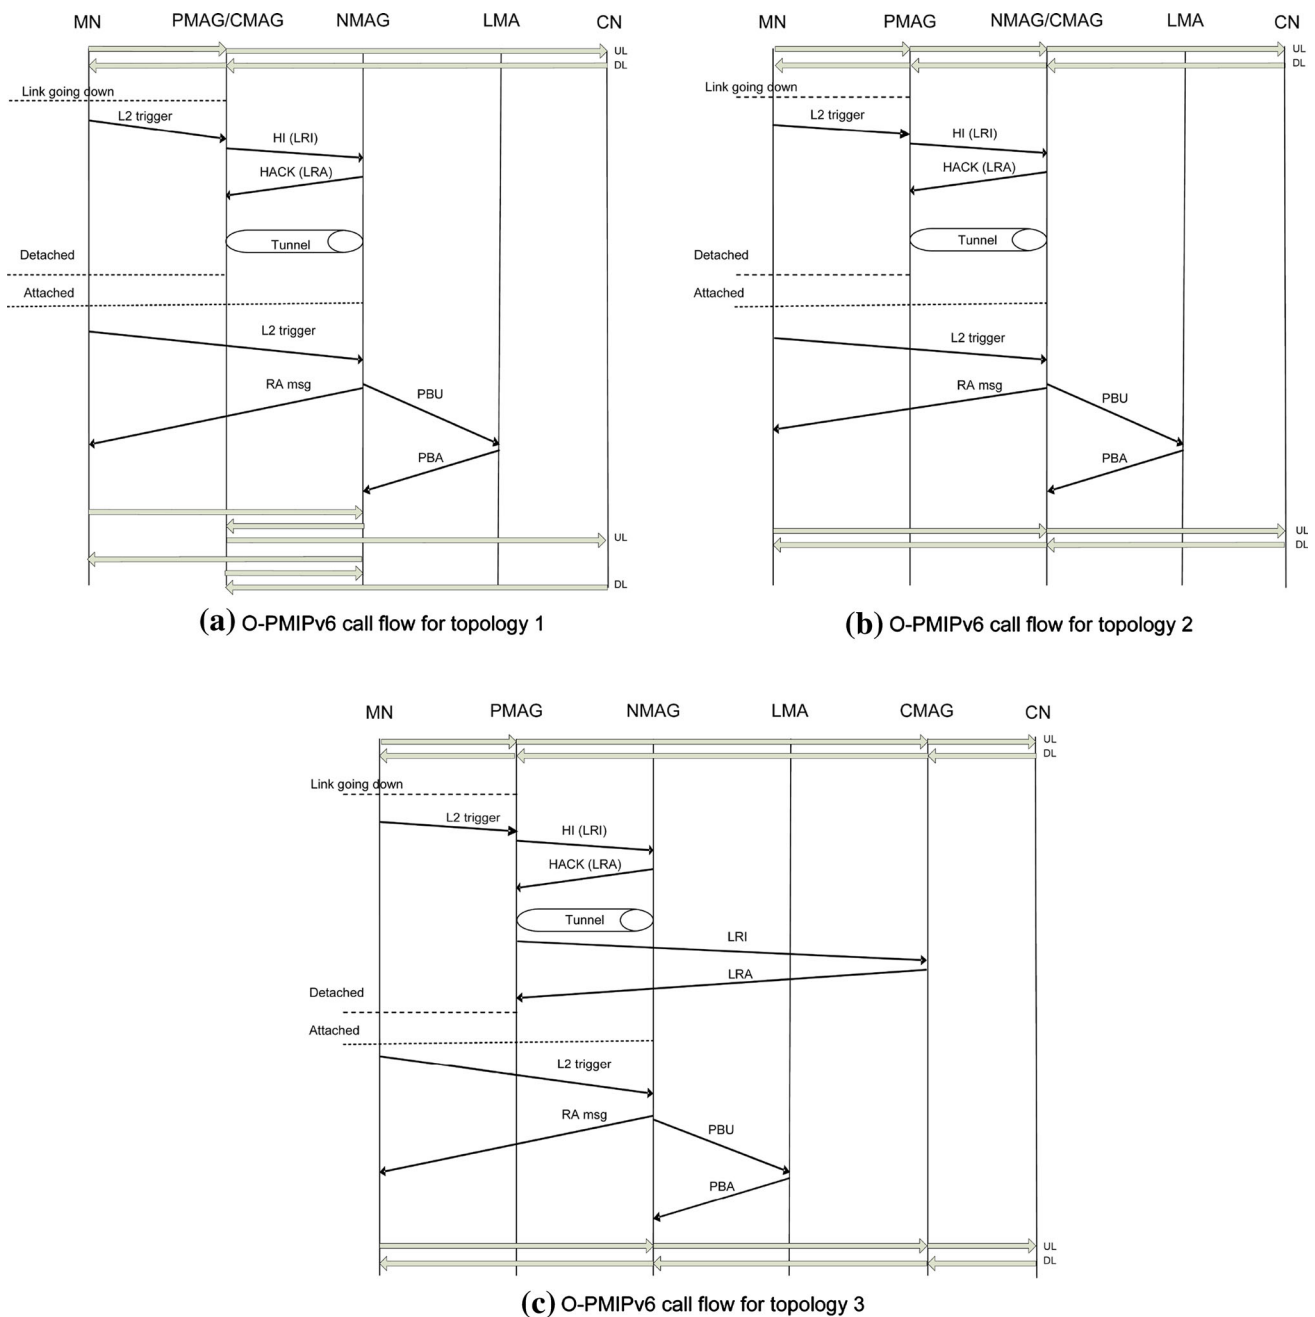 MN PMAG/CMAG NMAG LMA CN
UL
DL
Link going down
L2 trigger
HI (LRI)
HACK (LRA)
Tunnel
Detached
Attached
L2 trigger
RA msg
PBU
PBA
UL
DL
(a) O-PMIPv6 call flow for topology 1
MN PMAG NMAG/CMAG LMA CN
UL
DL
Link going down
L2 trigger
HI (LRI)
HACK (LRA)
Tunnel
Detached
Attached
L2 trigger
RA msg
PBU
PBA
UL
DL
(b) O-PMIPv6 call flow for topology 2
MN PMAG NMAG LMA CMAG CN
UL
DL
Link going down
L2 trigger
HI (LRI)
HACK (LRA)
Tunnel
LRI
LRA
Detached
Attached
L2 trigger
RA msg
PBU
PBA
UL
DL
(c) O-PMIPv6 call flow for topology 3